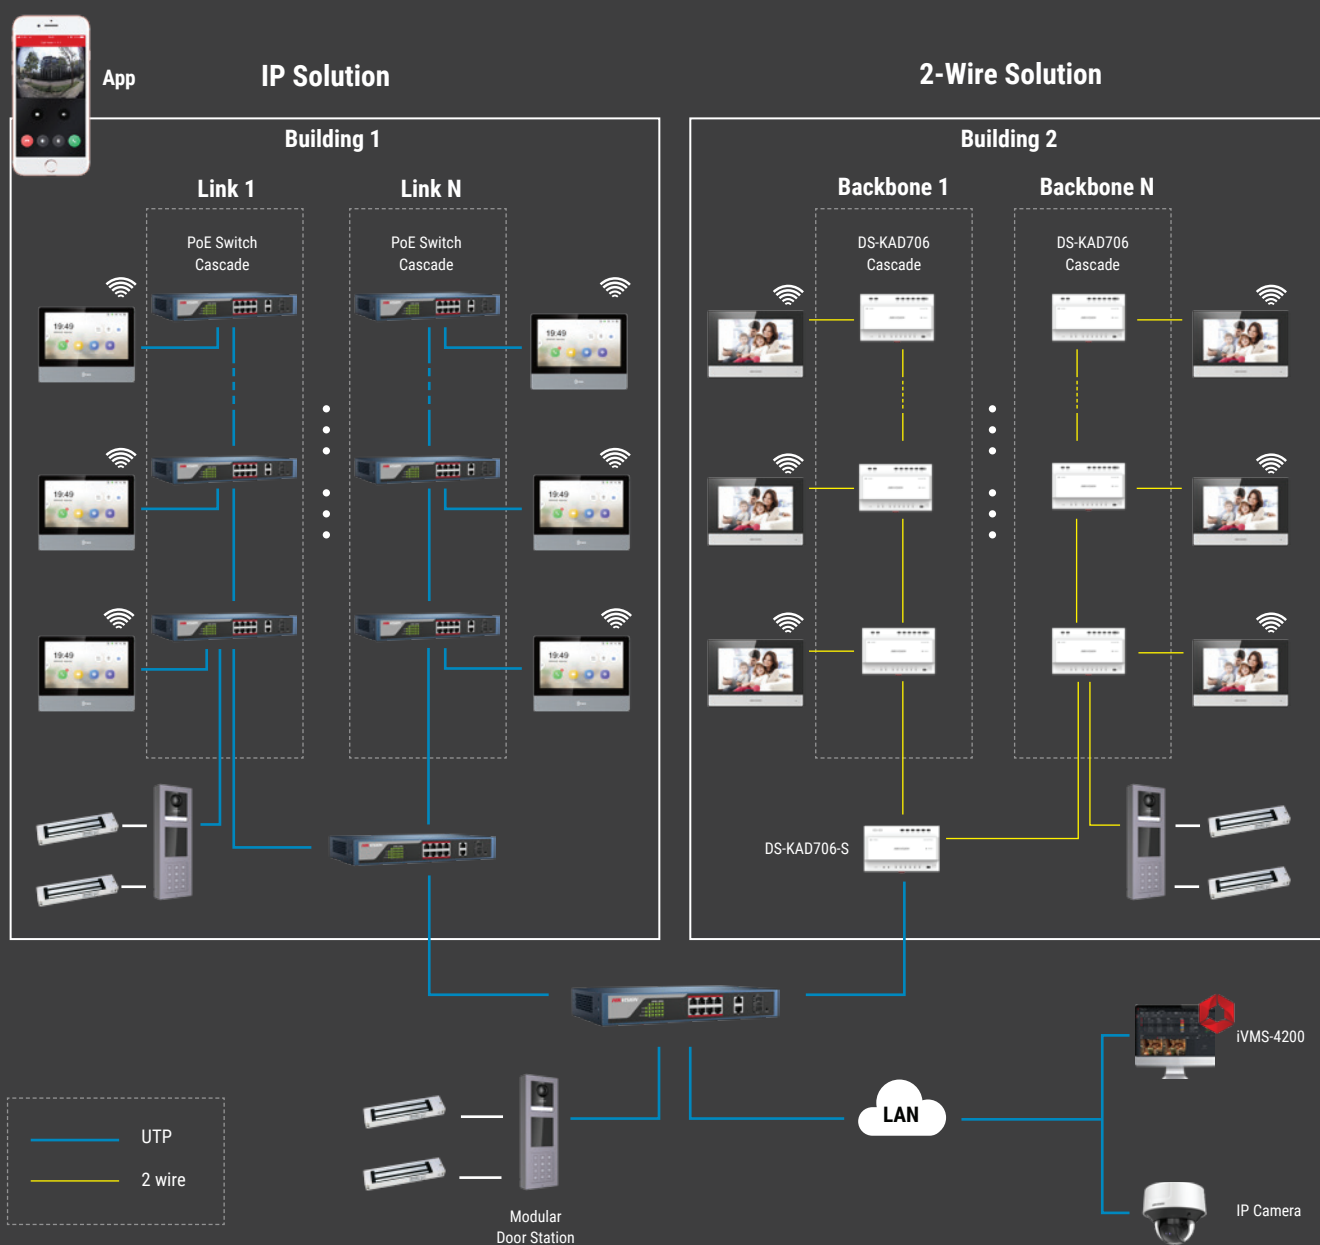 App
IP Solution
2-Wire Solution
Building 1
Building 2
Link 1
Link N
Backbone 1
Backbone N
PoE Switch
Cascade
PoE Switch
Cascade
DS-KAD706
Cascade
DS-KAD706
Cascade
19:49
19:49
19:49
19:49
19:49
19:49
DS-KAD706-S
HIKVISION
iVMS-4200
LAN
UTP
2 wire
Modular
Door Station
IP Camera